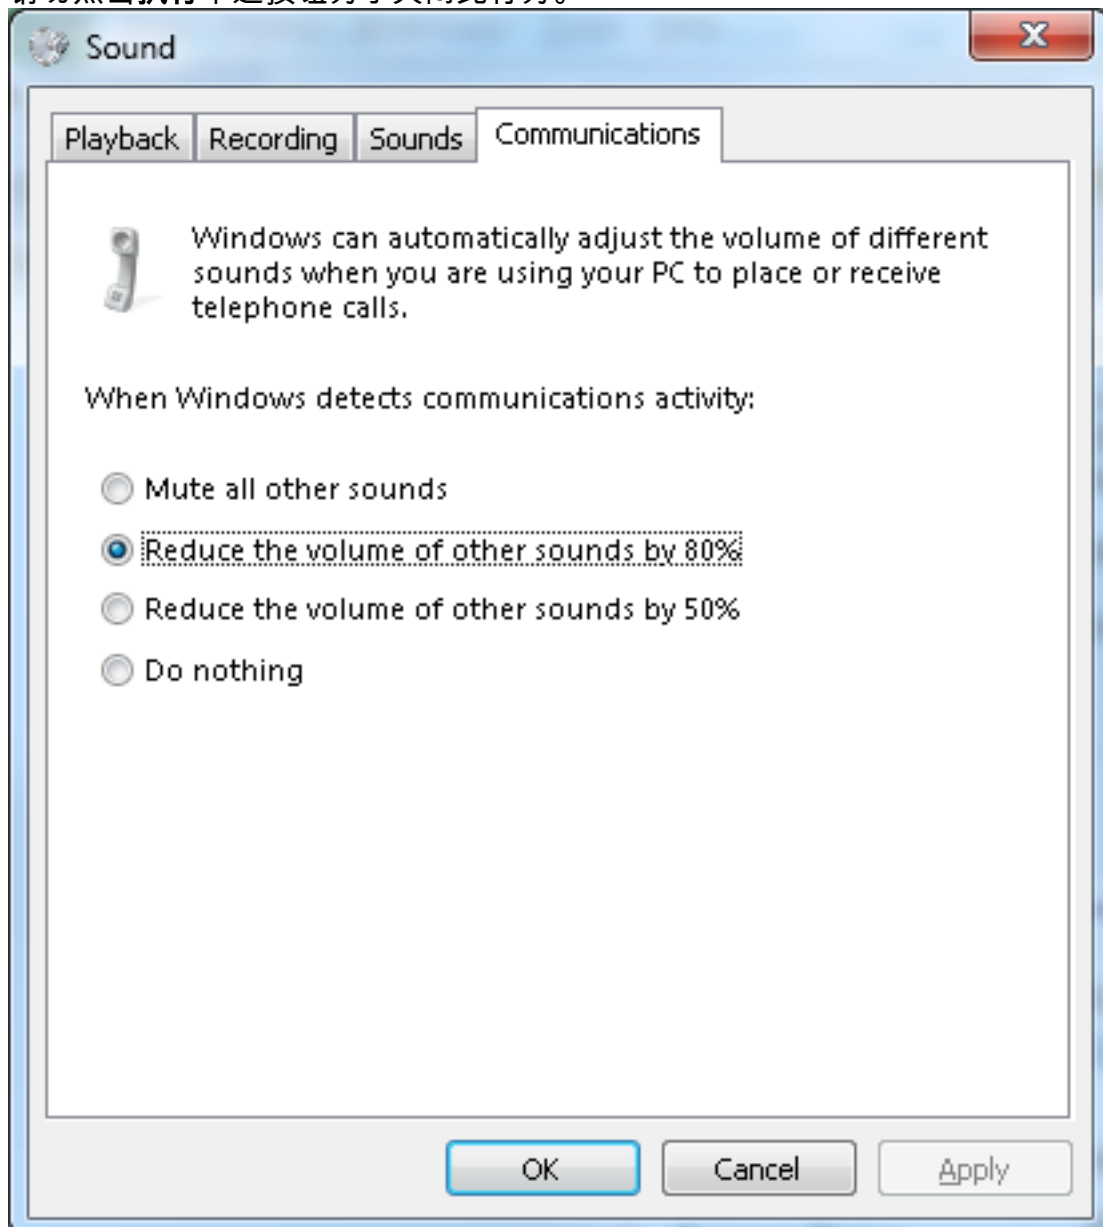 Sound
Playback Recording Sounds Communications
Windows can automatically adjust the volume of different
sounds when you are using your PC to place or receive
telephone calls.
When Windows detects communications activity:
Mute all other sounds
Reduce the volume of other sounds by 80%
Reduce the volume of other sounds by 50%
Do nothing
OK Cancel Apply